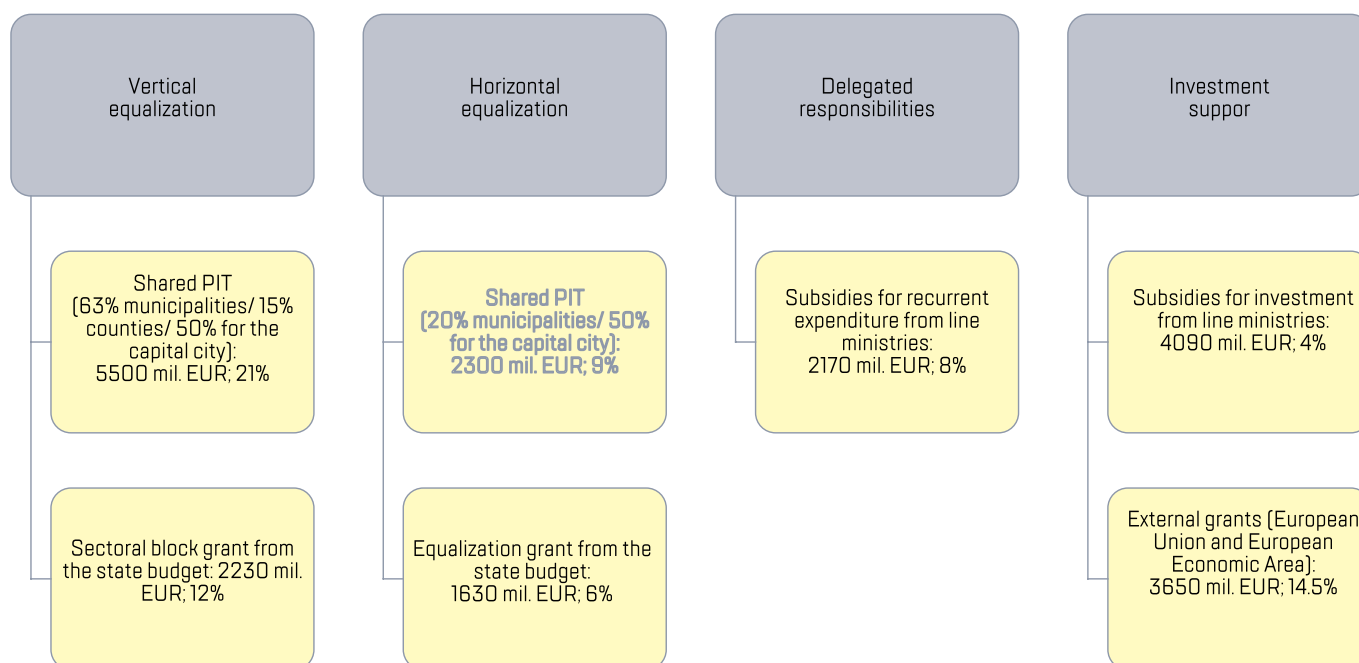 Vertical
equalization
Shared PIT
(63% municipalities/ 15%
counties/ 50% for the
capital city):
5500 mil. EUR; 21%
Sectoral block grant from
the state budget: 2230 mil.
EUR; 12%
Horizontal
equalization
Shared PIT
(20% municipalities/ 50%
for the capital city):
2300 mil. EUR; 9%
Equalization grant from the
state budget:
1630 mil. EUR; 6%
Delegated
responsibilities
Subsidies for recurrent
expenditure from line
ministries:
2170 mil. EUR; 8%
Investment
suppor
Subsidies for investment
from line ministries:
4090 mil. EUR; 4%
External grants (European
Union and European
Economic Area):
3650 mil. EUR; 14.5%